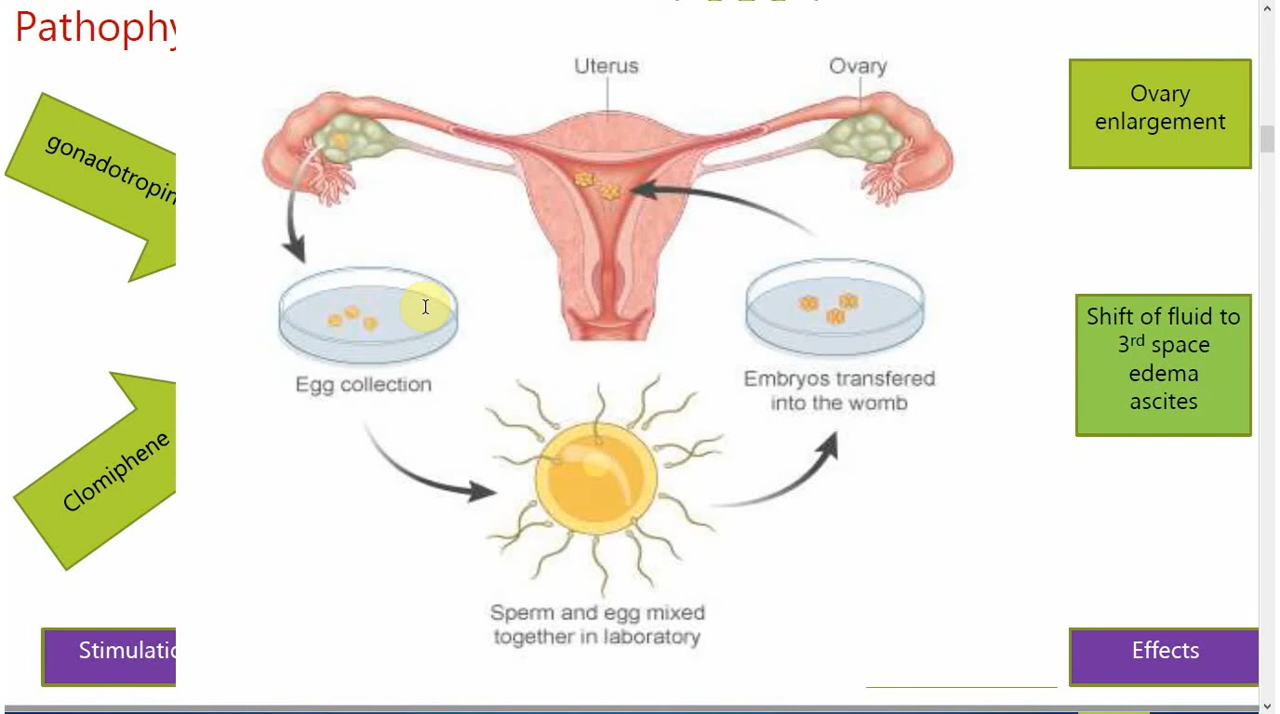 Pathophy
Uterus
Ovary
gonadotropin
Ovary
enlargement
Shift of fluid to
3rd space
edema
ascites
Egg collection
Embryos transfered
into the womb
Clomiphene
Sperm and egg mixed
together in laboratory
Stimulatic
Effects